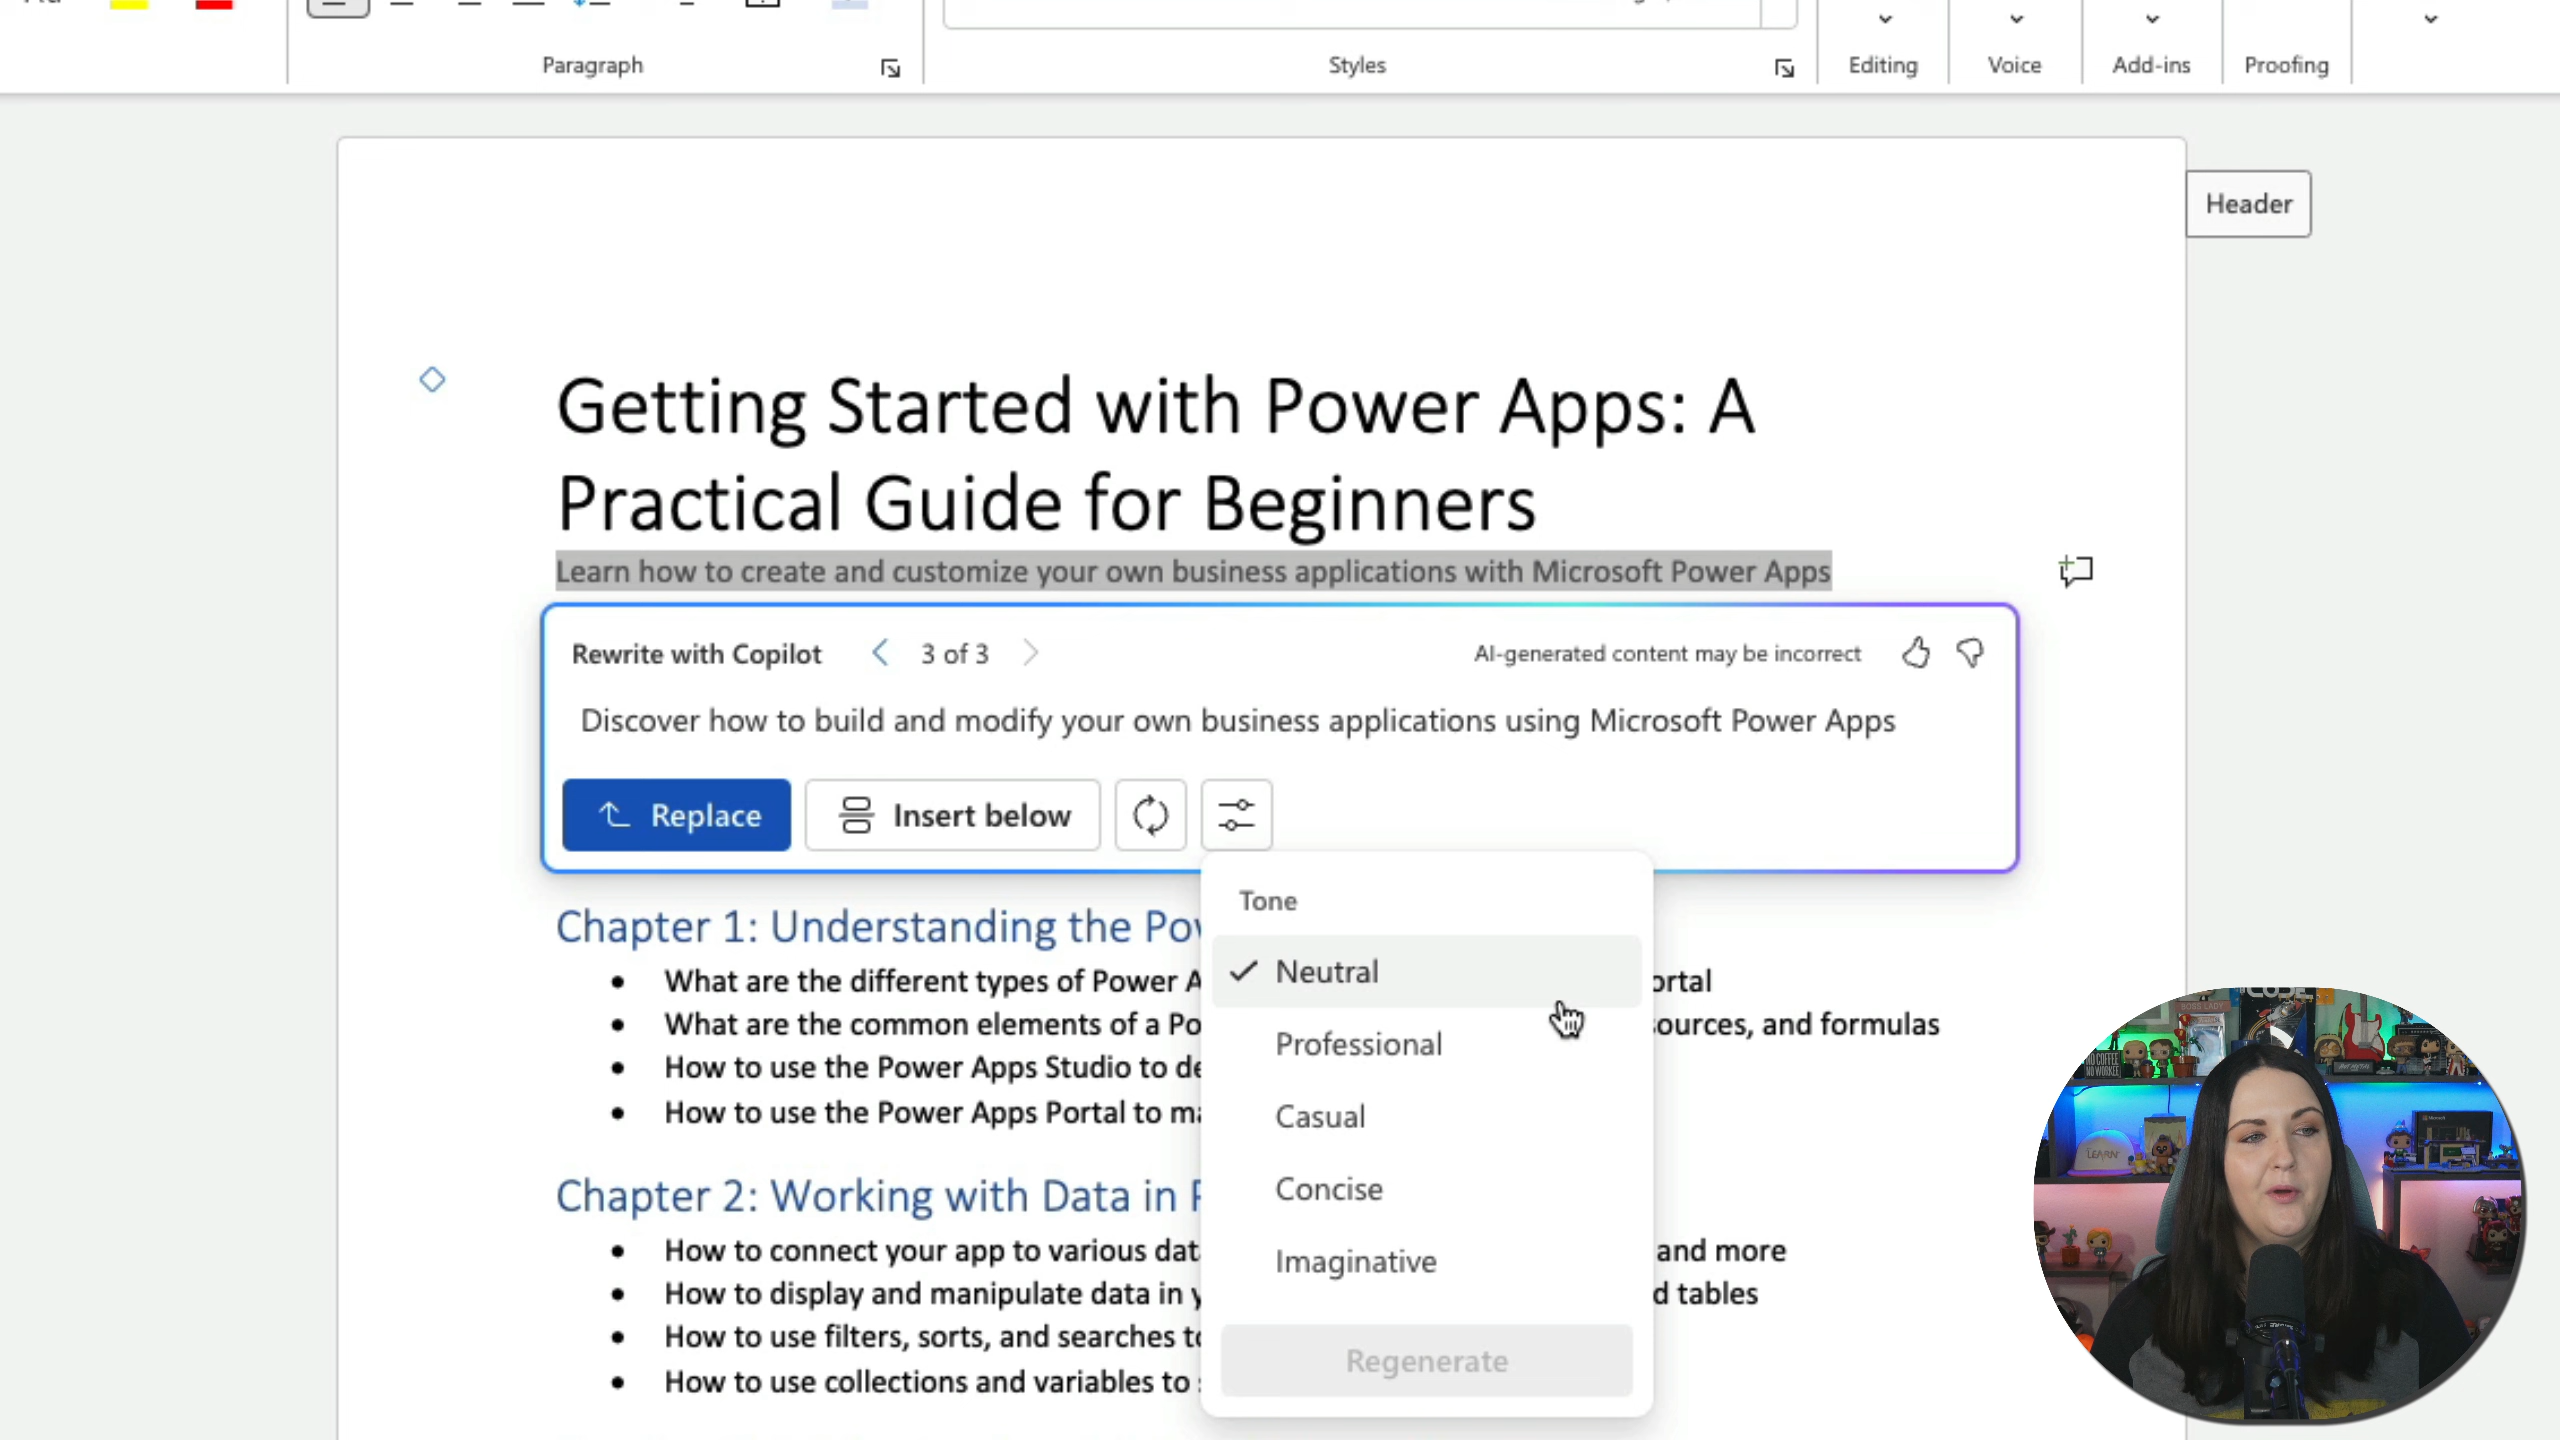 Paragraph
Styles
Editing
Voice
Add-ins
Proofing
Header
Getting Started with Power Apps: A
Practical Guide for Beginners
Learn how to create and customize your own business applications with Microsoft Power Apps
Rewrite with Copilot
3 of 3
AI-generated content may be incorrect
Discover how to build and modify your own business applications using Microsoft Power Apps
Replace
Insert below
Tone
Neutral
Professional
Casual
Concise
Imaginative
Regenerate
Chapter 1: Understanding the
• What are the different types of Power
• What are the common elements of a and formulas
• How to use the Power Apps Studio to
• How to use the Power Apps Portal to
Chapter 2: Working with Data in
• How to connect your app to various and more
• How to display and manipulate data in tables
• How to use filters, sorts, and searches
• How to use collections and variables to
BOSS LADY
NO COFFEE
NO WORKEE
LEARN